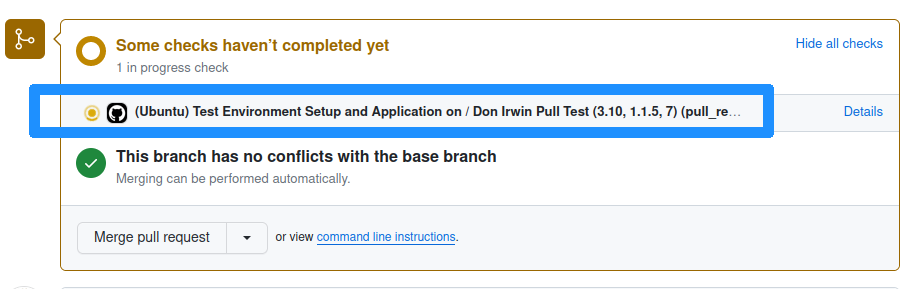 Some checks haven’t completed yet
Hide all checks
1 in progress check
(Ubuntu) Test Environment Setup and Application on / Don Irwin Pull Test (3.10, 1.1.5, 7) (pull_re…
Details
This branch has no conflicts with the base branch
Merging can be performed automatically.
Merge pull request
or view command line instructions.